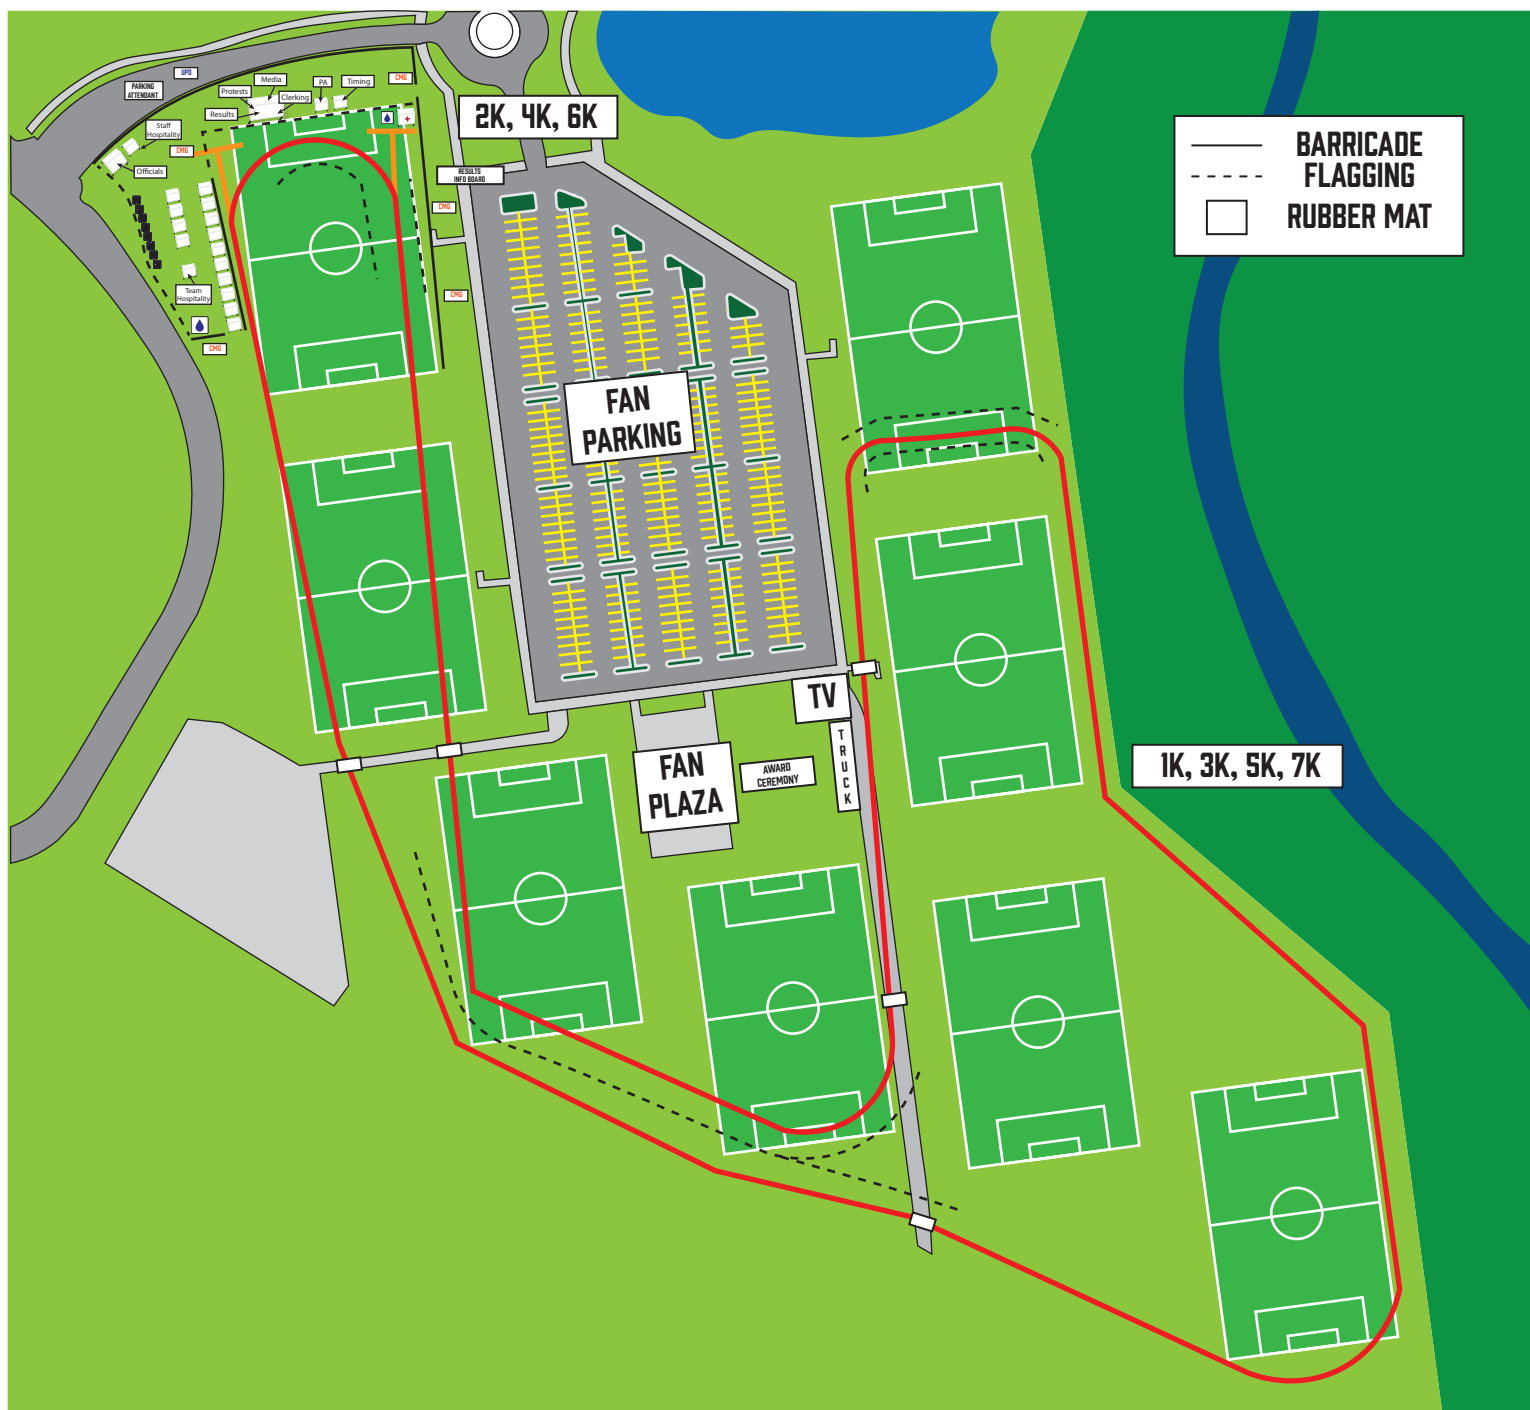 UPD
PARKING
ATTENDANT
Media
PA
Timing
CMG
Protests
Clerking
Results
Staff
Hospitality
CMG
Officials
Team
Hospitality
CMG
2K, 4K, 6K
RESULTS
INFO BOARD
CMG
CMG
BARRICADE
FLAGGING
RUBBER MAT
FAN
PARKING
TV
TRUCK
FAN
PLAZA
AWARD
CEREMONY
1K, 3K, 5K, 7K